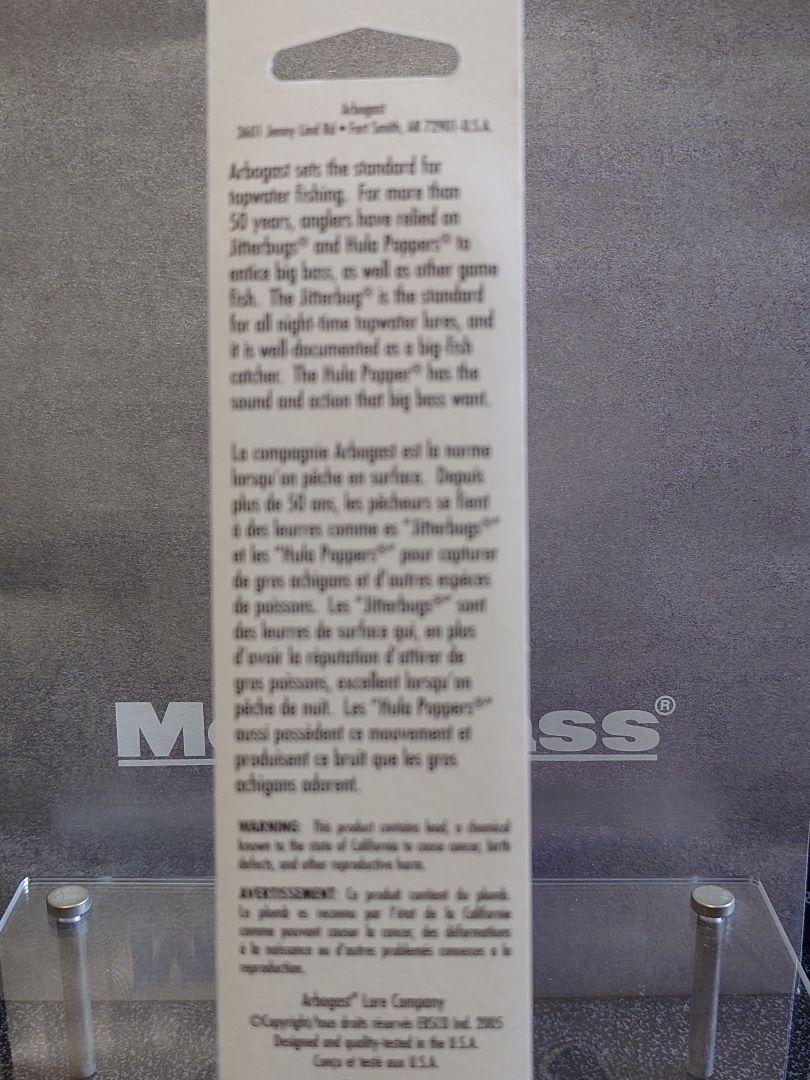 Arbogast
3601 Jenny Lind Rd • Fort Smith, AR 72901-U.S.A.
Arbogast sets the standard for
topwater fishing. For more than
50 years, anglers have relied on
Jitterbugs® and Hula Poppers® to
entice big bass, as well as other game
fish. The Jitterbug® is the standard
for all night-time topwater lures, and
it is well-documented as a big-fish
catcher. The Hula Popper® has the
sound and action that big bass want.
La compagnie Arbogast est la norme
lorsqu'on pêche en surface. Depuis
plus de 50 ans, les pêcheurs se fient
à des leurres comme es "Jitterbugs®"
et les "Hula Poppers®" pour capturer
de gros achigans et d'autres espèces
de poissons. Les "Jitterbugs®" sont
des leurres de surface qui, en plus
d'avoir la réputation d'attirer de
gros poissons, excellent lorsqu'on
pêche de nuit. Les "Hula Poppers®"
aussi possèdent ce mouvement et
produisent ce bruit que les gros
achigans adorent.
WARNING: This product contains lead, a chemical
known to the state of California to cause cancer, birth
defects, and other reproductive harm.
AVERTISSEMENT: Ce produit contient du plomb.
Le plomb es reconnu par l'état de la Californie
comme pouvant causer le cancer, des déformations
à la naissance ou d'autres problèmes connexes a la
reproduction.
Arbogast® Lure Company
©Copyright/tous droits réservés EBSCO Ind. 2005
Designed and quality-tested in the U.S.A.
Conçu et testé aux U.S.A.
M ass®